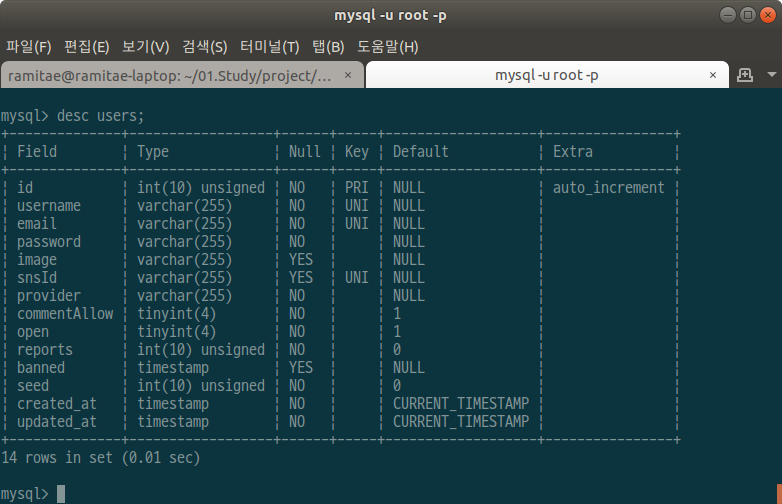 mysql -u root -p
파일(F) 편집(E) 보기(V) 검색(S) 터미널(T) 탭(B) 도움말(H)
ramitae@ramitae-laptop: ~/01.Study/project/... × mysql -u root -p ×
mysql> desc users;
+--------------+------------------+------+-----+-------------------+----------------+
| Field | Type | Null | Key | Default | Extra |
+--------------+------------------+------+-----+-------------------+----------------+
| id | int(10) unsigned | NO | PRI | NULL | auto_increment |
| username | varchar(255) | NO | UNI | NULL | |
| email | varchar(255) | NO | UNI | NULL | |
| password | varchar(255) | NO | | NULL | |
| image | varchar(255) | YES | | NULL | |
| snsId | varchar(255) | YES | UNI | NULL | |
| provider | varchar(255) | NO | | NULL | |
| commentAllow | tinyint(4) | NO | | 1 | |
| open | tinyint(4) | NO | | 1 | |
| reports | int(10) unsigned | NO | | 0 | |
| banned | timestamp | YES | | NULL | |
| seed | int(10) unsigned | NO | | 0 | |
| created_at | timestamp | NO | | CURRENT_TIMESTAMP | |
| updated_at | timestamp | NO | | CURRENT_TIMESTAMP | |
+--------------+------------------+------+-----+-------------------+----------------+
14 rows in set (0.01 sec)
mysql>